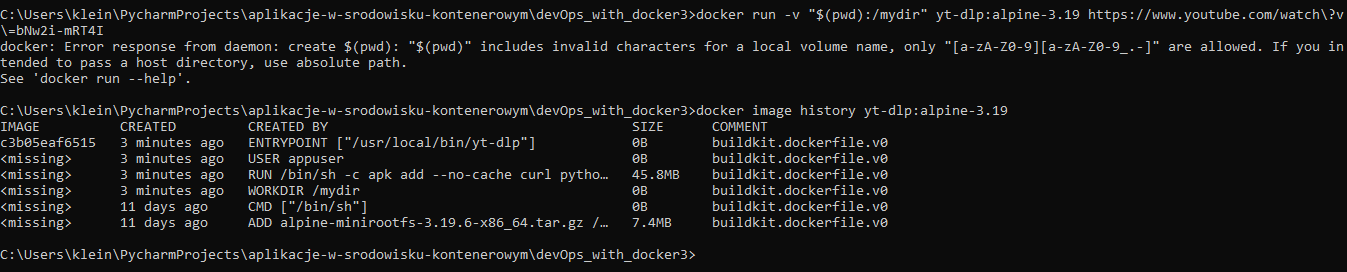 C:\Users\klein\PycharmProjects\aplikacje-w-srodowisku-kontenerowym\devOps_with_docker3>docker run -v "$(pwd):/mydir" yt-dlp:alpine-3.19 https://www.youtube.com/watch\?v
\=bNw2i-mRT4I
docker: Error response from daemon: create $(pwd): "$(pwd)" includes invalid characters for a local volume name, only "[a-zA-Z0-9][a-zA-Z0-9_.-]" are allowed. If you in
tended to pass a host directory, use absolute path.
See 'docker run --help'.
C:\Users\klein\PycharmProjects\aplikacje-w-srodowisku-kontenerowym\devOps_with_docker3>docker image history yt-dlp:alpine-3.19
IMAGE CREATED CREATED BY SIZE COMMENT
c3b05eaf6515 3 minutes ago ENTRYPOINT ["/usr/local/bin/yt-dlp"] 0B buildkit.dockerfile.v0
<missing> 3 minutes ago USER appuser 0B buildkit.dockerfile.v0
<missing> 3 minutes ago RUN /bin/sh -c apk add --no-cache curl pytho… 45.8MB buildkit.dockerfile.v0
<missing> 3 minutes ago WORKDIR /mydir 0B buildkit.dockerfile.v0
<missing> 11 days ago CMD ["/bin/sh"] 0B buildkit.dockerfile.v0
<missing> 11 days ago ADD alpine-minirootfs-3.19.6-x86_64.tar.gz /… 7.4MB buildkit.dockerfile.v0
C:\Users\klein\PycharmProjects\aplikacje-w-srodowisku-kontenerowym\devOps_with_docker3>